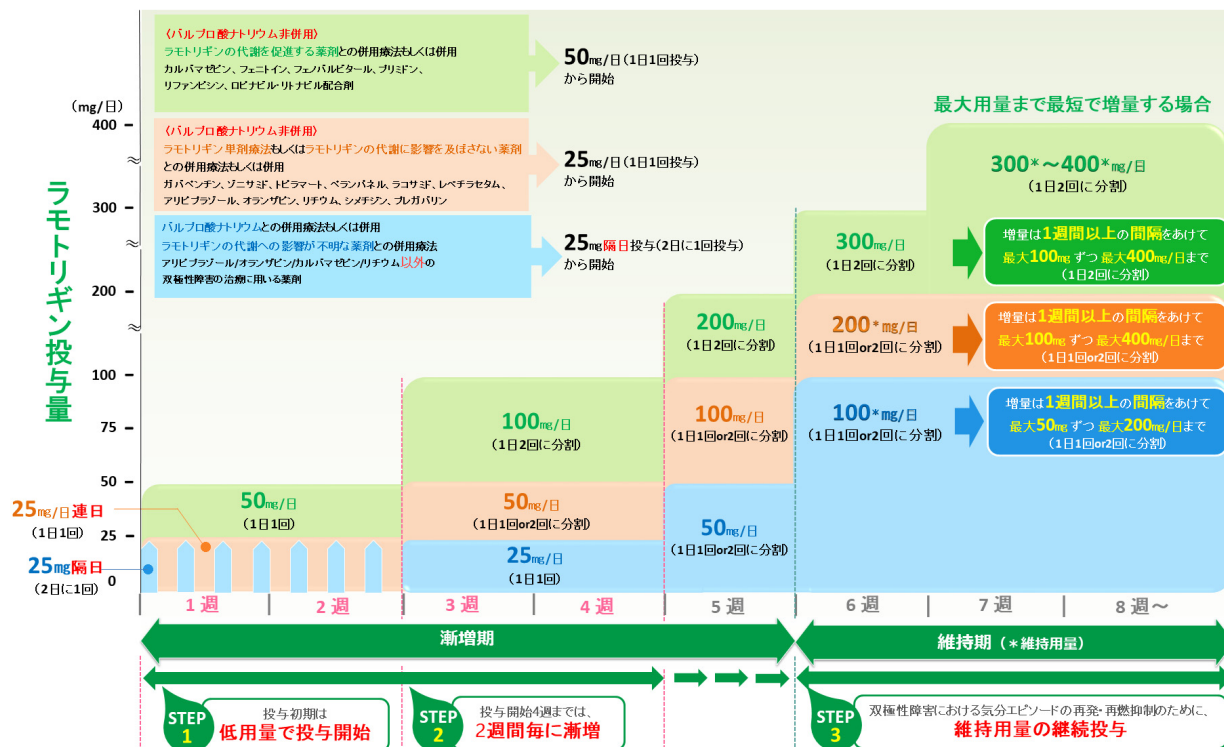 〈バルプロ酸ナトリウム非併用〉
ラモトリギンの代謝を促進する薬剤との併用療法もしくは併用
カルバマゼピン、フェニトイン、フェノバルビタール、プリミドン、
リファンピシン、ロピナビル・リトナビル配合剤
50mg/日(1日1回投与)
から開始
〈バルプロ酸ナトリウム非併用〉
ラモトリギン単剤療法もしくはラモトリギンの代謝に影響を及ぼさない薬剤
との併用療法もしくは併用
ガバペンチン、ゾニサミド、トピラマート、ペランパネル、ラコサミド、レベチラセタム、
アリピプラゾール、オランザピン、リチウム、シメチジン、プレガバリン
25mg/日(1日1回投与)
から開始
バルプロ酸ナトリウムとの併用療法もしくは併用
ラモトリギンの代謝への影響が不明な薬剤との併用療法
アリピプラゾール/オランザピン/カルバマゼピン/リチウム以外の
双極性障害の治療に用いる薬剤
25mg隔日投与(2日に1回投与)
から開始
最大用量まで最短で増量する場合
ラモトリギン投与量
(mg/日)
400
300
200
100
75
50
25
0
25mg/日連日
(1日1回)
25mg隔日
(2日に1回)
50mg/日
(1日1回)
100mg/日
(1日2回に分割)
50mg/日
(1日1回or2回に分割)
25mg/日
(1日1回)
200mg/日
(1日2回に分割)
100mg/日
(1日1回or2回に分割)
50mg/日
(1日1回or2回に分割)
300mg/日
(1日2回に分割)
200*mg/日
(1日1回or2回に分割)
100*mg/日
(1日1回or2回に分割)
300*〜400*mg/日
(1日2回に分割)
増量は1週間以上の間隔をあけて
最大100mgずつ最大400mg/日まで
(1日2回に分割)
増量は1週間以上の間隔をあけて
最大100mgずつ最大400mg/日まで
(1日1回or2回に分割)
増量は1週間以上の間隔をあけて
最大50mgずつ最大200mg/日まで
(1日1回or2回に分割)
1週 2週 3週 4週 5週 6週 7週 8週〜
漸増期
維持期(*維持用量)
STEP
1
投与初期は
低用量で投与開始
STEP
2
投与開始4週までは、
2週間毎に漸増
STEP
3
双極性障害における気分エピソードの再発・再燃抑制のために、
維持用量の継続投与